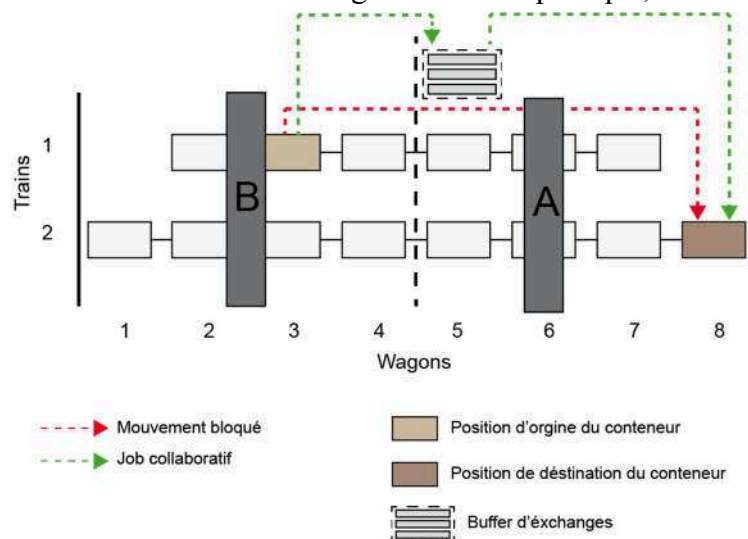 Trains
1
B
A
2
1 2 3 4 5 6 7 8
Wagons
Mouvement bloqué
Position d'orgine du conteneur
Job collaboratif
Position de déstination du conteneur
Buffer d'éxchanges